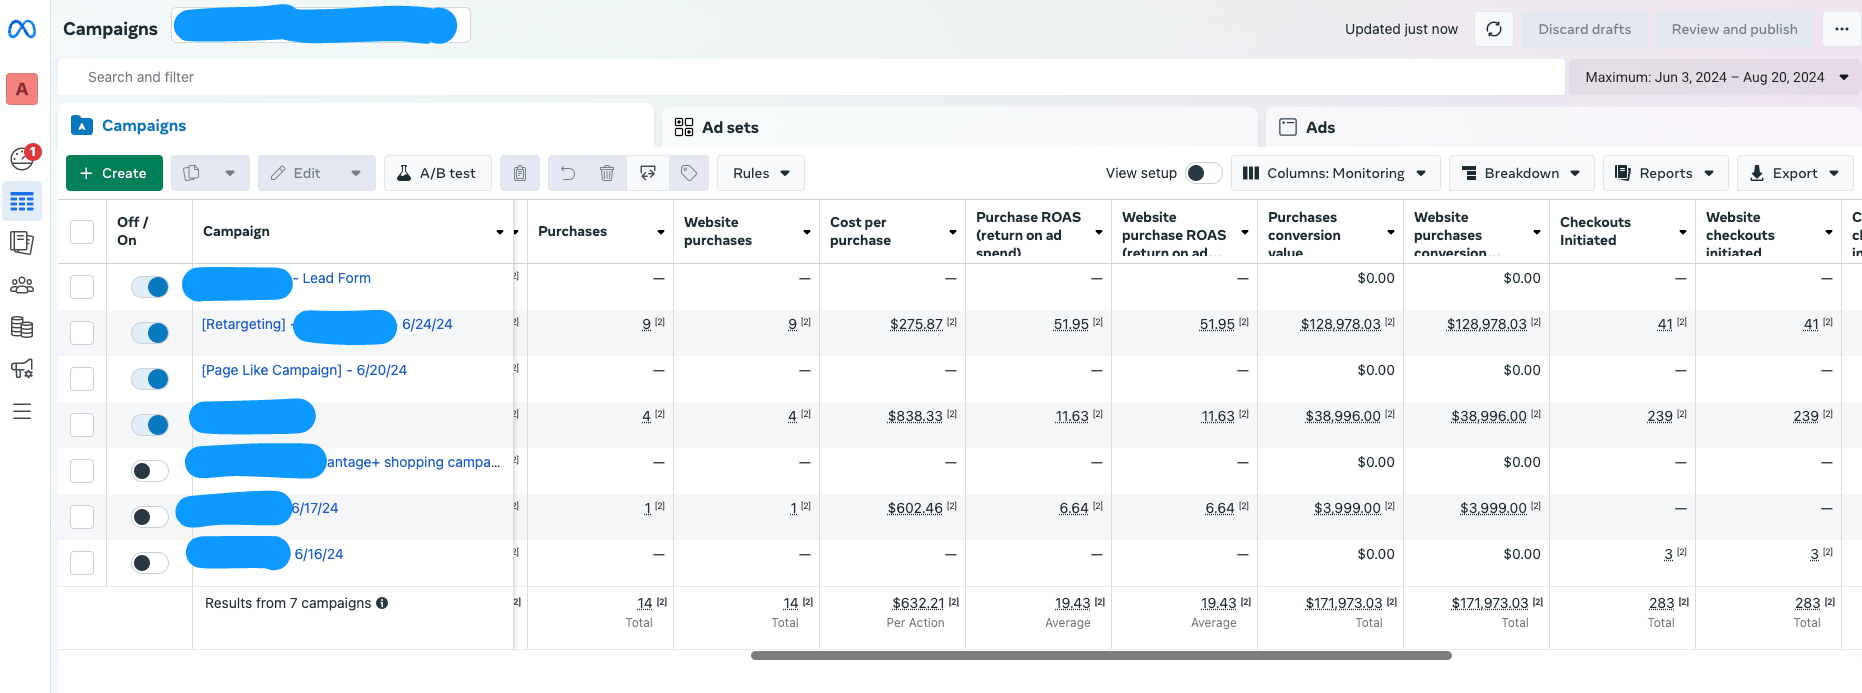 Campaigns
Updated just now
Discard drafts
Review and publish
A
Search and filter
Maximum: Jun 3, 2024 – Aug 20, 2024
Campaigns
Ad sets
Ads
1
+ Create
Edit
A/B test
Rules
View setup
Columns: Monitoring
Breakdown
Reports
Export
Off / On
Campaign
Purchases
Website purchases
Cost per purchase
Purchase ROAS (return on ad spend)
Website purchase ROAS (return on ad...
Purchases conversion value
Website purchases conversion...
Checkouts Initiated
Website checkouts initiated
- Lead Form — — — — — $0.00 $0.00 — —
[Retargeting] - 6/24/24 [2] 9 [2] 9 [2] $275.87 [2] 51.95 [2] 51.95 [2] $128,978.03 [2] $128,978.03 [2] 41 [2] 41 [2]
[Page Like Campaign] - 6/20/24 — — — — — $0.00 $0.00 — —
4 [2] 4 [2] $838.33 [2] 11.63 [2] 11.63 [2] $38,996.00 [2] $38,996.00 [2] 239 [2] 239 [2]
antage+ shopping campa... — — — — — $0.00 $0.00 — —
6/17/24 1 [2] 1 [2] $602.46 [2] 6.64 [2] 6.64 [2] $3,999.00 [2] $3,999.00 [2] — —
6/16/24 — — — — — $0.00 $0.00 3 [2] 3 [2]
Results from 7 campaigns 14 [2] 14 [2] $632.21 [2] 19.43 [2] 19.43 [2] $171,973.03 [2] $171,973.03 [2] 283 [2] 283 [2]
Total Total Per Action Average Average Total Total Total Total